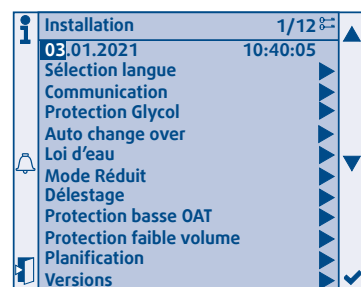 Installation 1/12
03.01.2021 10:40:05
Sélection langue
Communication
Protection Glycol
Auto change over
Loi d'eau
Mode Réduit
Délestage
Protection basse OAT
Protection faible volume
Planification
Versions